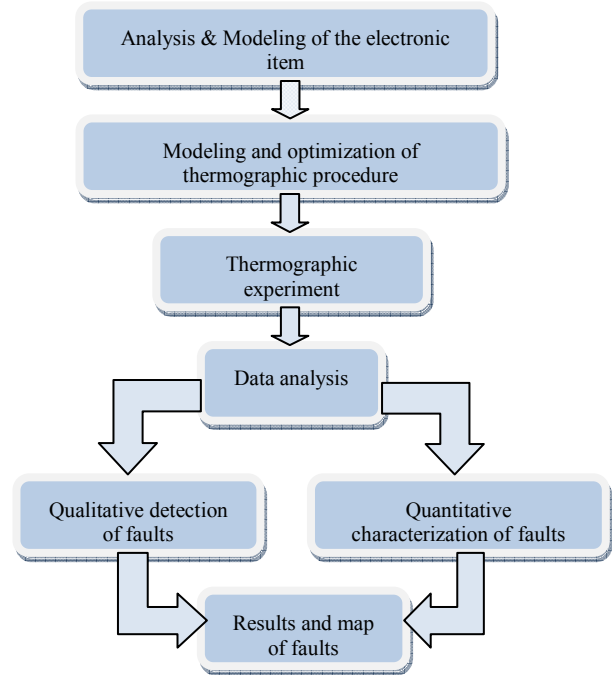 Analysis & Modeling of the electronic
item
Modeling and optimization of
thermographic procedure
Thermographic
experiment
Data analysis
Qualitative detection
of faults
Quantitative
characterization of faults
Results and map
of faults